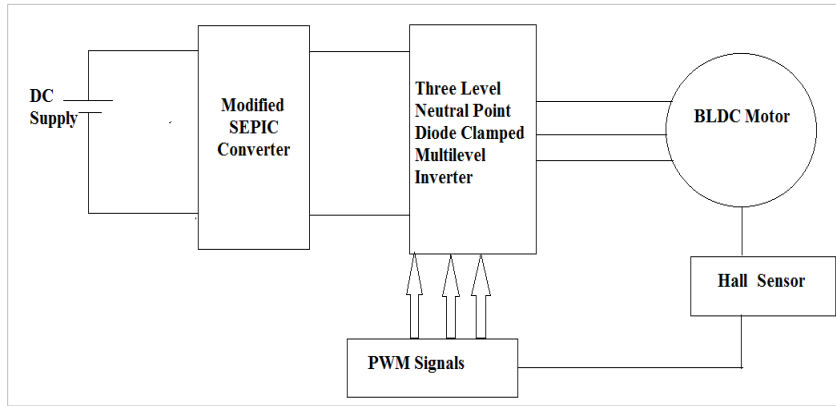 DC
Supply
Modified
SEPIC
Converter
Three Level
Neutral Point
Diode Clamped
Multilevel
Inverter
BLDC Motor
Hall Sensor
PWM Signals